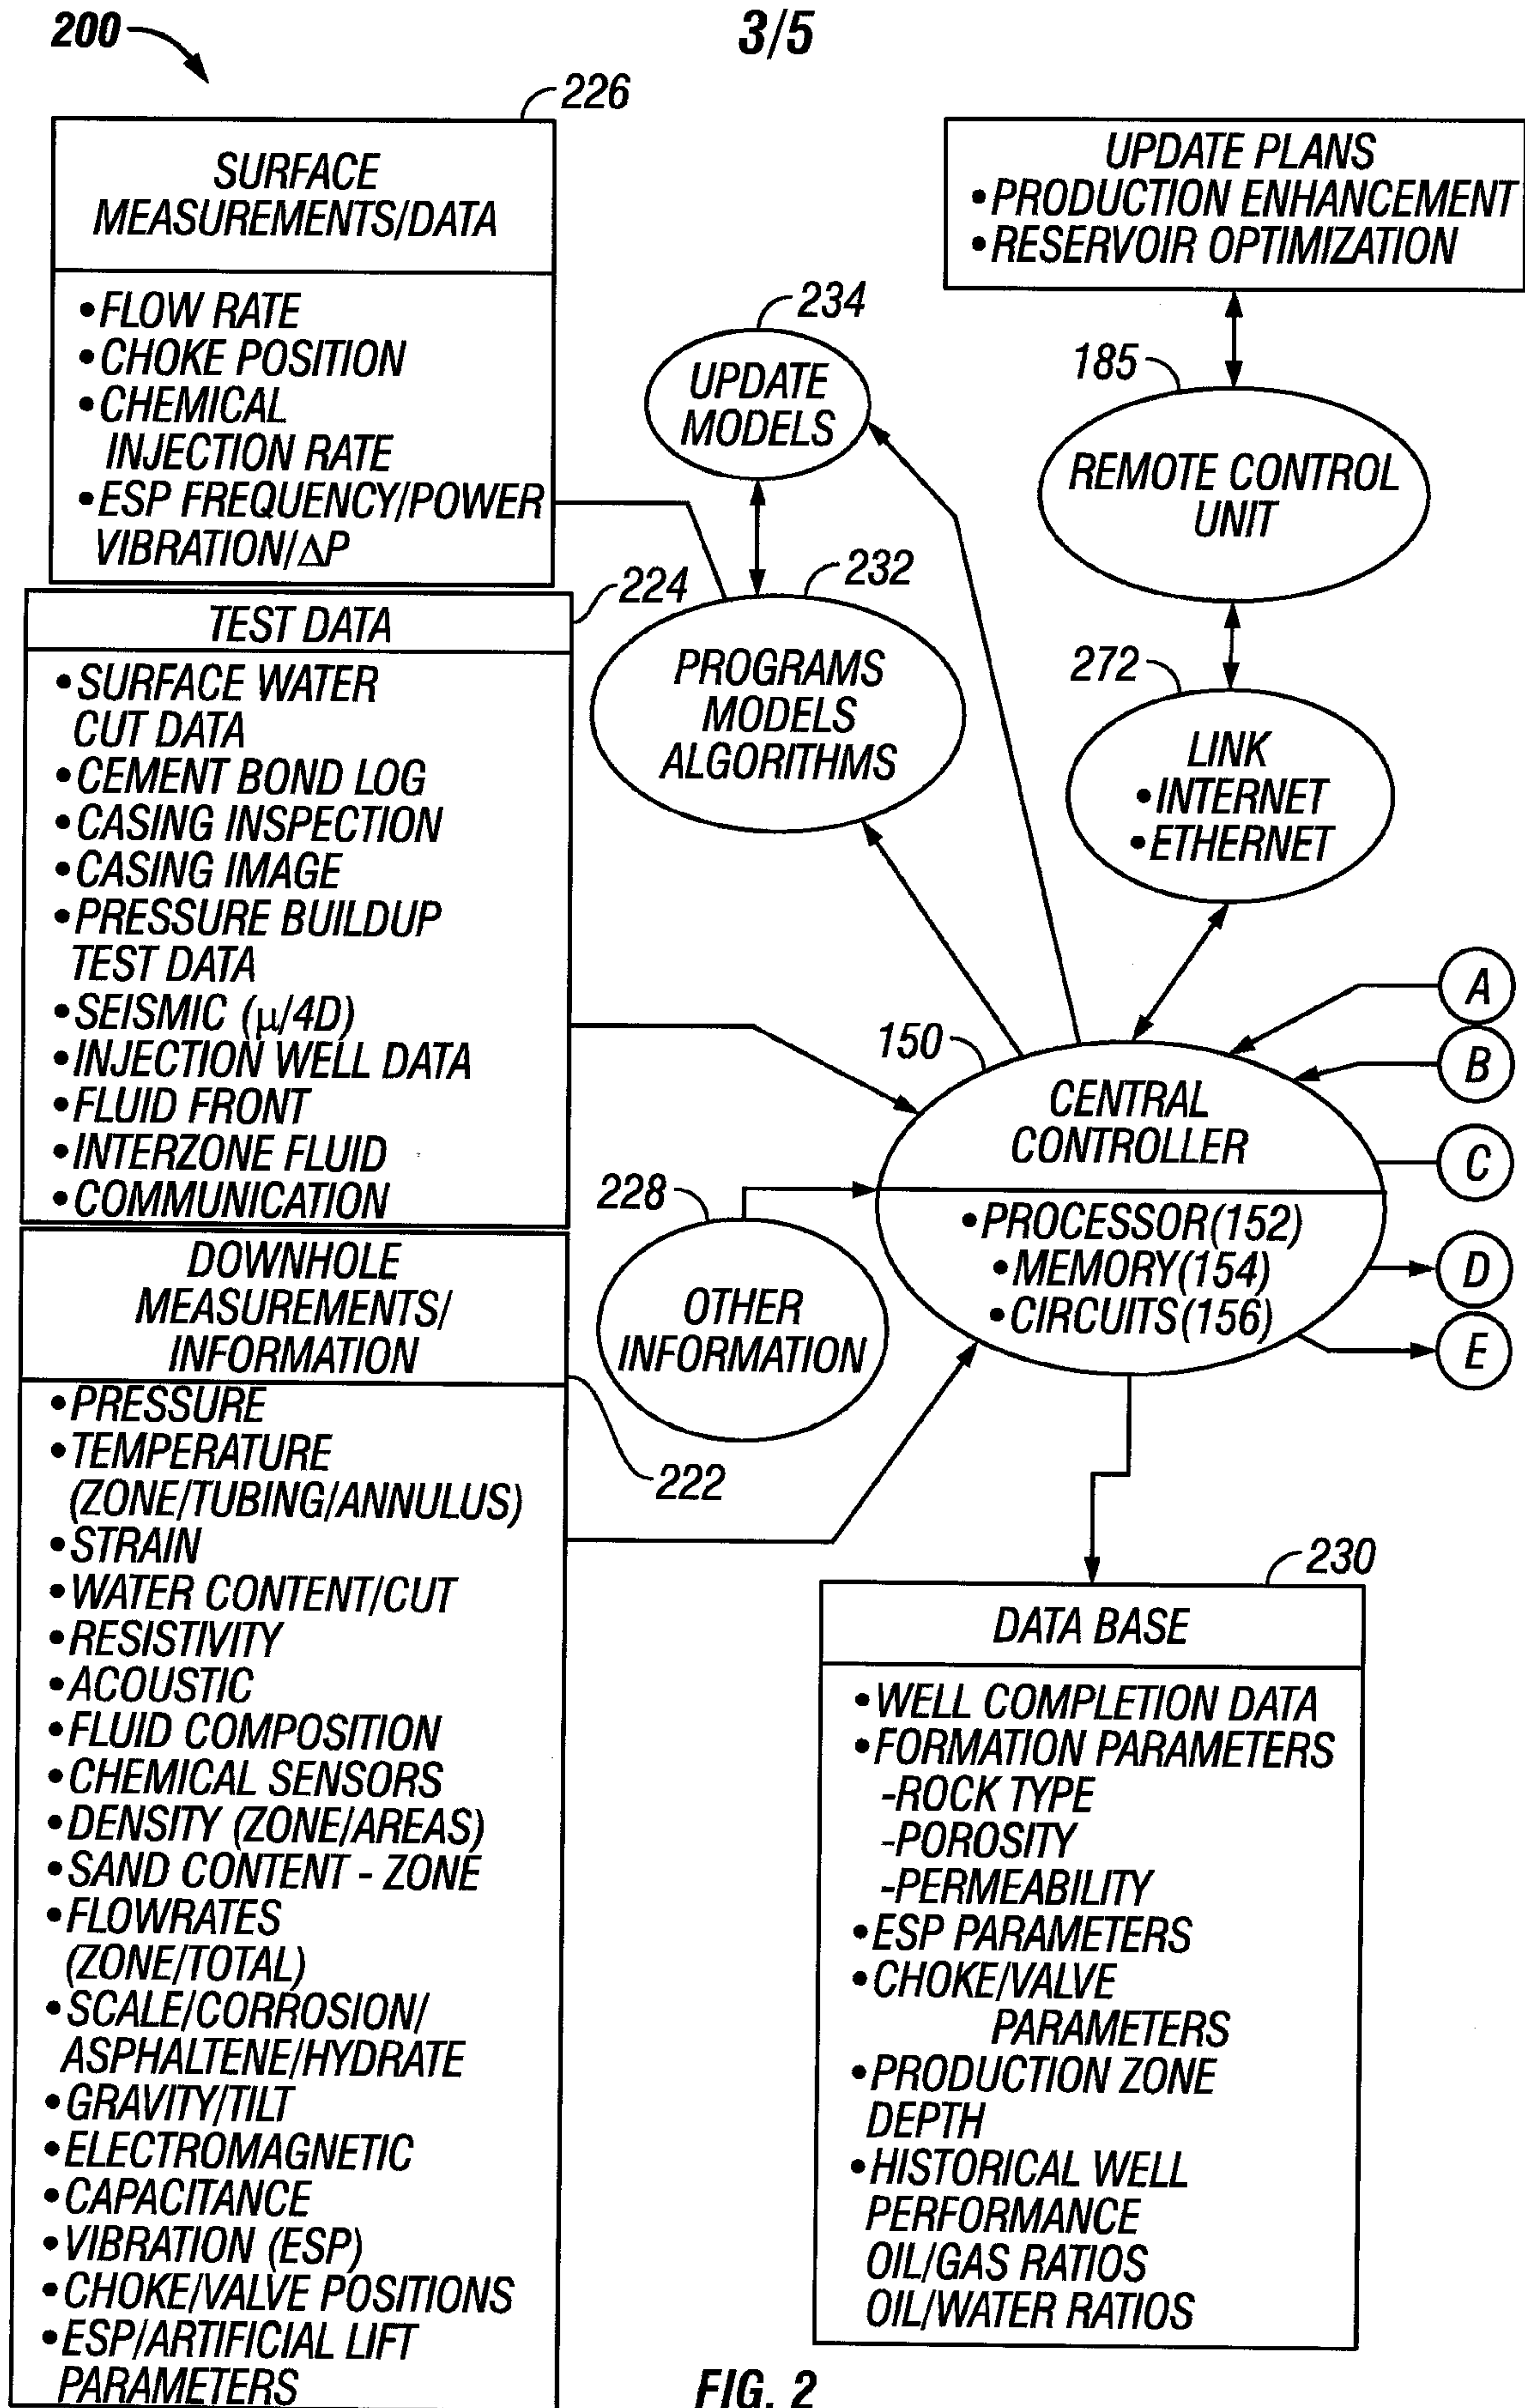 200
3/5
226
SURFACE
MEASUREMENTS/DATA
•FLOW RATE
•CHOKE POSITION
•CHEMICAL
INJECTION RATE
•ESP FREQUENCY/POWER
VIBRATION/ΔP
UPDATE PLANS
•PRODUCTION ENHANCEMENT
•RESERVOIR OPTIMIZATION
234
UPDATE
MODELS
185
REMOTE CONTROL
UNIT
224
TEST DATA
•SURFACE WATER
CUT DATA
•CEMENT BOND LOG
•CASING INSPECTION
•CASING IMAGE
•PRESSURE BUILDUP
TEST DATA
•SEISMIC (μ/4D)
•INJECTION WELL DATA
•FLUID FRONT
•INTERZONE FLUID
•COMMUNICATION
232
PROGRAMS
MODELS
ALGORITHMS
272
LINK
•INTERNET
•ETHERNET
A
B
C
D
E
150
CENTRAL
CONTROLLER
•PROCESSOR(152)
•MEMORY(154)
•CIRCUITS(156)
228
OTHER
INFORMATION
DOWNHOLE
MEASUREMENTS/
INFORMATION
222
•PRESSURE
•TEMPERATURE
(ZONE/TUBING/ANNULUS)
•STRAIN
•WATER CONTENT/CUT
•RESISTIVITY
•ACOUSTIC
•FLUID COMPOSITION
•CHEMICAL SENSORS
•DENSITY (ZONE/AREAS)
•SAND CONTENT - ZONE
•FLOWRATES
(ZONE/TOTAL)
•SCALE/CORROSION/
ASPHALTENE/HYDRATE
•GRAVITY/TILT
•ELECTROMAGNETIC
•CAPACITANCE
•VIBRATION (ESP)
•CHOKE/VALVE POSITIONS
•ESP/ARTIFICIAL LIFT
PARAMETERS
230
DATA BASE
•WELL COMPLETION DATA
•FORMATION PARAMETERS
-ROCK TYPE
-POROSITY
-PERMEABILITY
•ESP PARAMETERS
•CHOKE/VALVE
PARAMETERS
•PRODUCTION ZONE
DEPTH
•HISTORICAL WELL
PERFORMANCE
OIL/GAS RATIOS
OIL/WATER RATIOS
FIG. 2